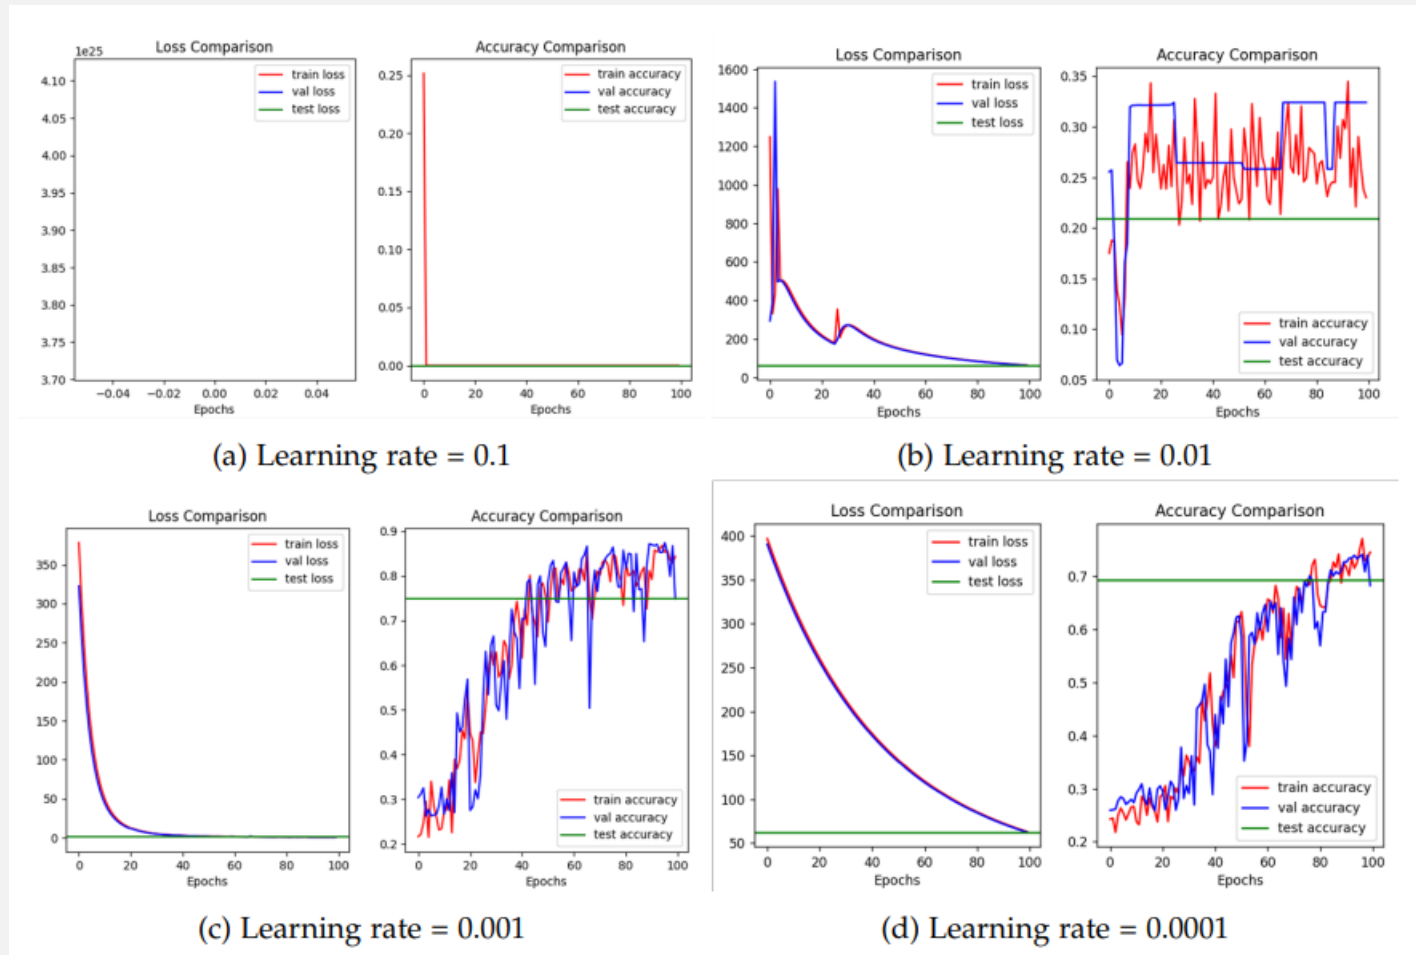 Loss Comparison
1e25
train loss
val loss
test loss
4.10
4.05
4.00
3.95
3.90
3.85
3.80
3.75
3.70
−0.04 −0.02 0.00 0.02 0.04
Epochs
Accuracy Comparison
train accuracy
val accuracy
test accuracy
0.25
0.20
0.15
0.10
0.05
0.00
0 20 40 60 80 100
Epochs
(a) Learning rate = 0.1
Loss Comparison
train loss
val loss
test loss
1600
1400
1200
1000
800
600
400
200
0
0 20 40 60 80 100
Epochs
Accuracy Comparison
0.35
0.30
0.25
0.20
0.15
0.10
0.05
train accuracy
val accuracy
test accuracy
0 20 40 60 80 100
Epochs
(b) Learning rate = 0.01
Loss Comparison
train loss
val loss
test loss
350
300
250
200
150
100
50
0
0 20 40 60 80 100
Epochs
Accuracy Comparison
0.9
0.8
0.7
0.6
0.5
0.4
0.3
0.2
train accuracy
val accuracy
test accuracy
0 20 40 60 80 100
Epochs
(c) Learning rate = 0.001
Loss Comparison
train loss
val loss
test loss
400
350
300
250
200
150
100
50
0 20 40 60 80 100
Epochs
Accuracy Comparison
0.7
0.6
0.5
0.4
0.3
0.2
train accuracy
val accuracy
test accuracy
0 20 40 60 80 100
Epochs
(d) Learning rate = 0.0001